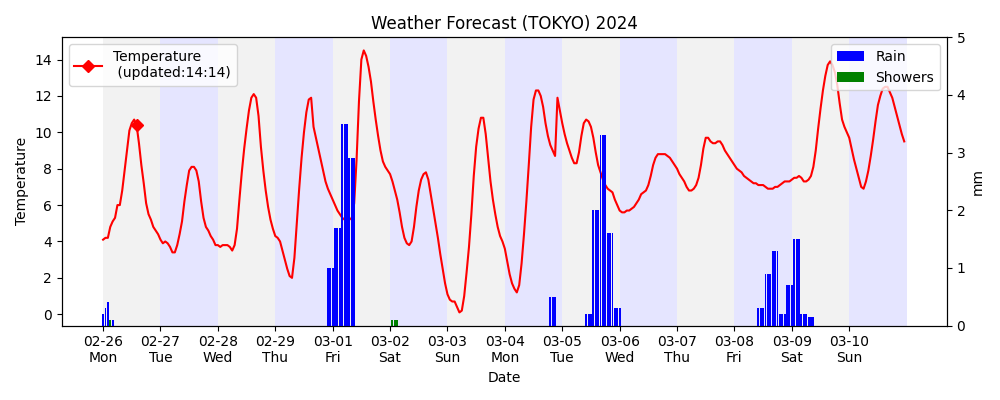 Weather Forecast (TOKYO) 2024
Temperature
(updated:14:14)
Rain
Showers
Temperature
14
12
10
8
6
4
2
0
5
4
3
2
1
0
mm
02-26 02-27 02-28 02-29 03-01 03-02 03-03 03-04 03-05 03-06 03-07 03-08 03-09 03-10
Mon Tue Wed Thu Fri Sat Sun Mon Tue Wed Thu Fri Sat Sun
Date